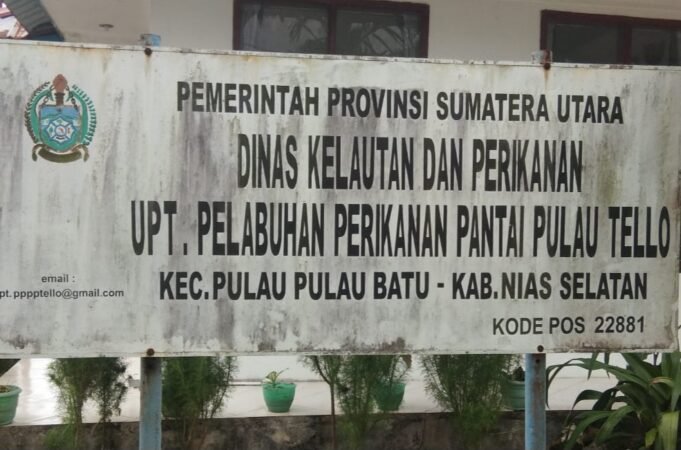 PEMERINTAH PROVINSI SUMATERA UTARA
DINAS KELAUTAN DAN PERIKANAN
UPT. PELABUHAN PERIKANAN PANTAI PULAU TELLO
KEC.PULAU PULAU BATU - KAB.NIAS SELATAN
KODE POS 22881
email :
pt.pppptello@gmail.com